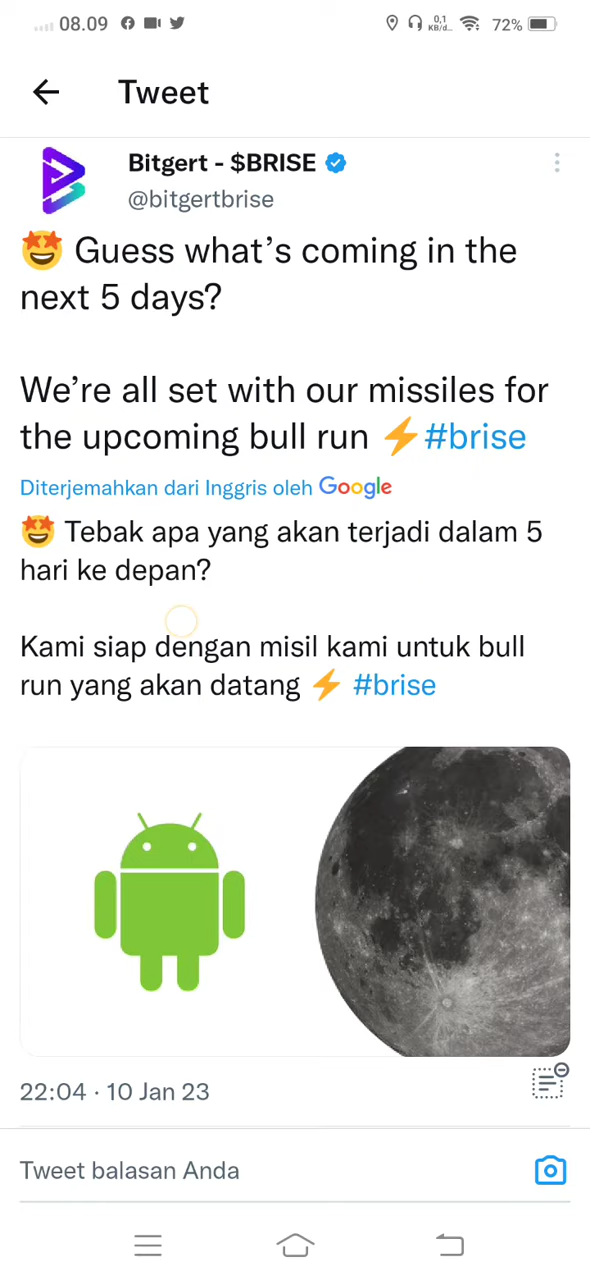 08.09
0,1
KB/d...
72%
Tweet
Bitgert - $BRISE
@bitgertbrise
🤩 Guess what’s coming in the
next 5 days?
We’re all set with our missiles for
the upcoming bull run ⚡#brise
Diterjemahkan dari Inggris oleh Google
🤩 Tebak apa yang akan terjadi dalam 5
hari ke depan?
Kami siap dengan misil kami untuk bull
run yang akan datang ⚡ #brise
22:04 · 10 Jan 23
Tweet balasan Anda